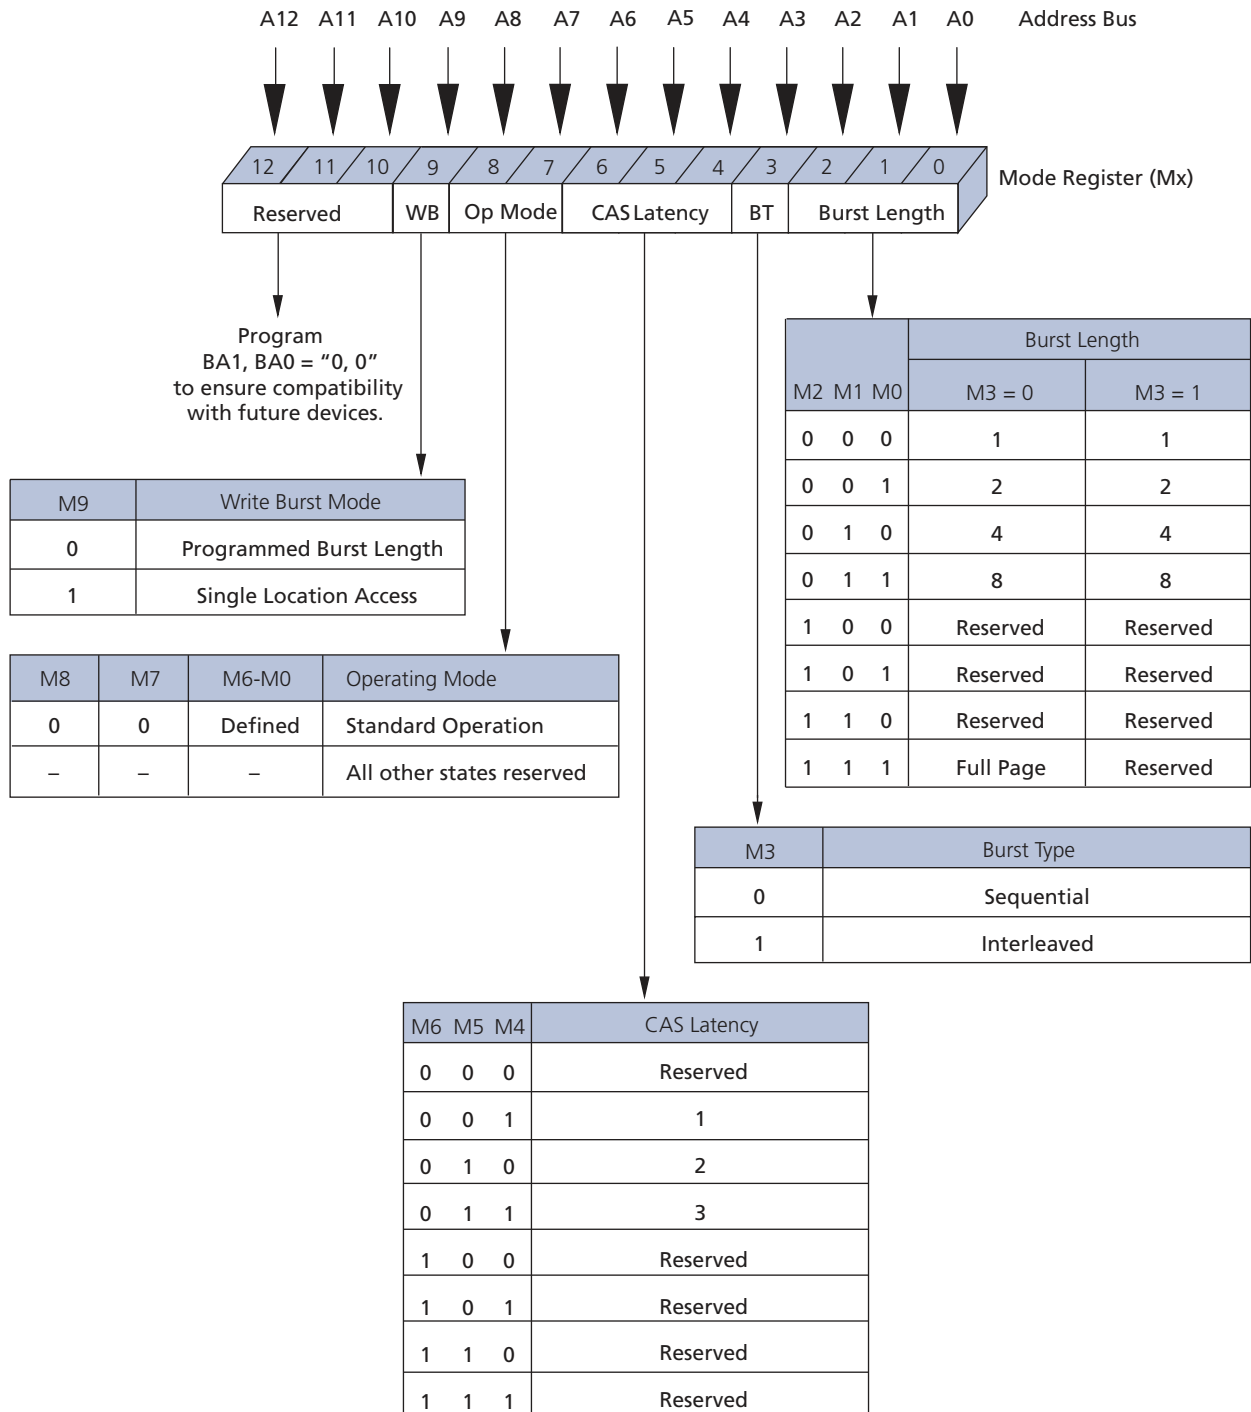 A12 A11 A10 A9 A8 A7 A6 A5 A4 A3 A2 A1 A0 Address Bus
12 11 10 9 8 7 6 5 4 3 2 1 0
Mode Register (Mx)
Reserved WB Op Mode CAS Latency BT Burst Length
Program
BA1, BA0 = “0, 0”
to ensure compatibility
with future devices.
M9 Write Burst Mode
0 Programmed Burst Length
1 Single Location Access
M8 M7 M6-M0 Operating Mode
0 0 Defined Standard Operation
– – – All other states reserved
Burst Length
M2 M1 M0 M3 = 0 M3 = 1
0 0 0 1 1
0 0 1 2 2
0 1 0 4 4
0 1 1 8 8
1 0 0 Reserved Reserved
1 0 1 Reserved Reserved
1 1 0 Reserved Reserved
1 1 1 Full Page Reserved
M3 Burst Type
0 Sequential
1 Interleaved
M6 M5 M4 CAS Latency
0 0 0 Reserved
0 0 1 1
0 1 0 2
0 1 1 3
1 0 0 Reserved
1 0 1 Reserved
1 1 0 Reserved
1 1 1 Reserved